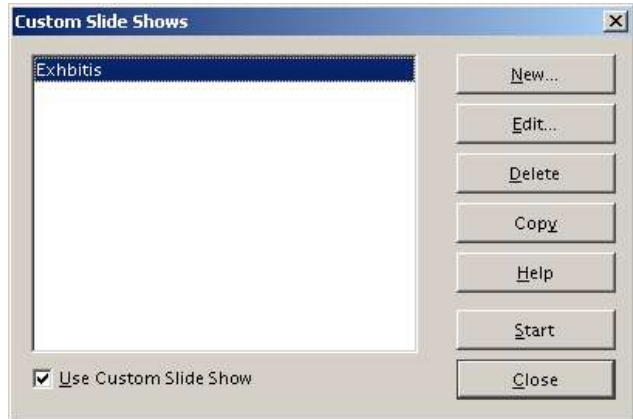 Custom Slide Shows
Exhbitis
New...
Edit...
Delete
Copy
Help
Start
Use Custom Slide Show
Close